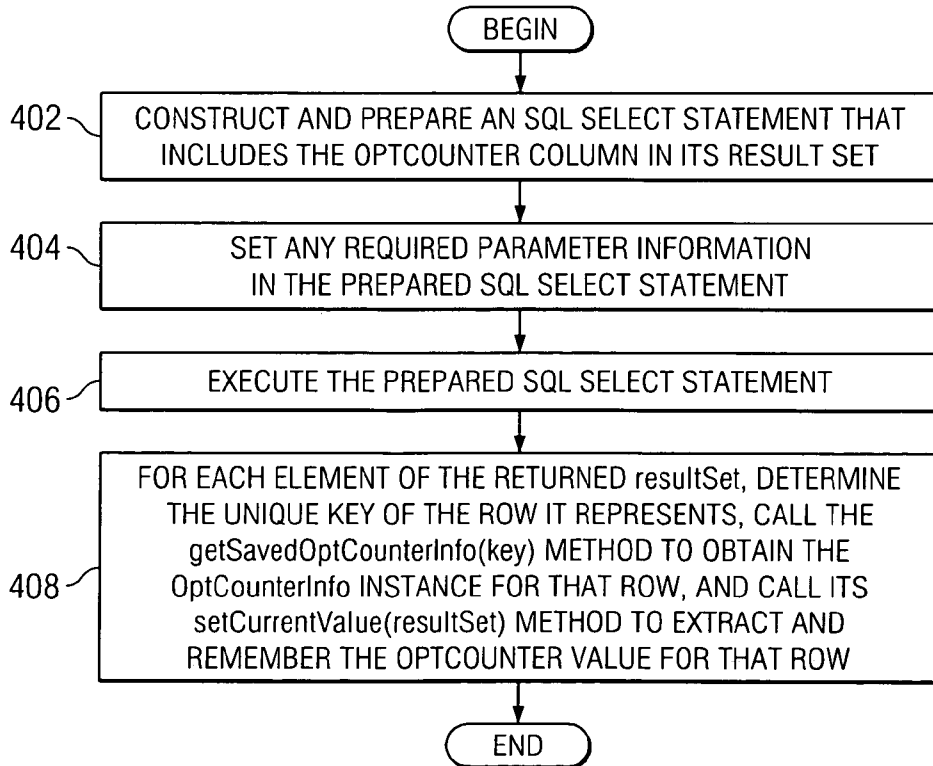 BEGIN
402
CONSTRUCT AND PREPARE AN SQL SELECT STATEMENT THAT
INCLUDES THE OPTCOUNTER COLUMN IN ITS RESULT SET
404
SET ANY REQUIRED PARAMETER INFORMATION
IN THE PREPARED SQL SELECT STATEMENT
406
EXECUTE THE PREPARED SQL SELECT STATEMENT
408
FOR EACH ELEMENT OF THE RETURNED resultSet, DETERMINE
THE UNIQUE KEY OF THE ROW IT REPRESENTS, CALL THE
getSavedOptCounterInfo(key) METHOD TO OBTAIN THE
OptCounterInfo INSTANCE FOR THAT ROW, AND CALL ITS
setCurrentValue(resultSet) METHOD TO EXTRACT AND
REMEMBER THE OPTCOUNTER VALUE FOR THAT ROW
END